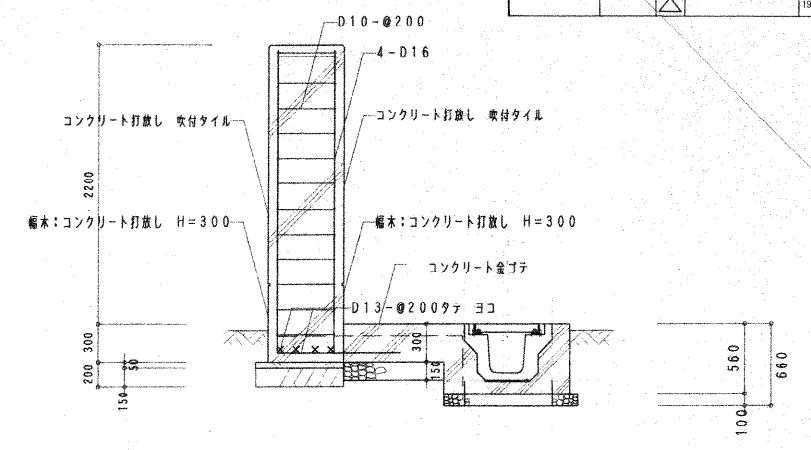 19
D10-@200
4-D16
コンクリート打放し 吹付タイル
コンクリート打放し 吹付タイル
2200
幅木:コンクリート打放し H=300
幅木:コンクリート打放し H=300
コンクリート金ゴテ
D13-@200タテ ヨコ
300
300
200
50
150
150
560
660
100